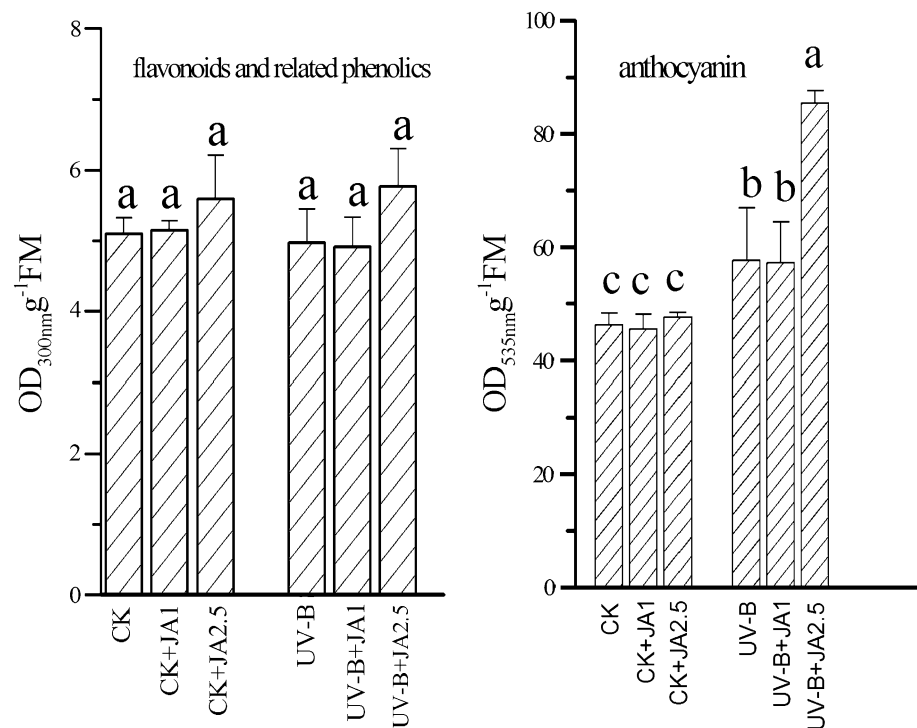 flavonoids and related phenolics
OD300nmg-1FM
8
6
4
2
0
a
a
a
a
a
a
CK
CK+JA1
CK+JA2.5
UV-B
UV-B+JA1
UV-B+JA2.5
anthocyanin
OD535nmg-1FM
100
80
60
40
20
0
c
c
c
b
b
a
CK
CK+JA1
CK+JA2.5
UV-B
UV-B+JA1
UV-B+JA2.5